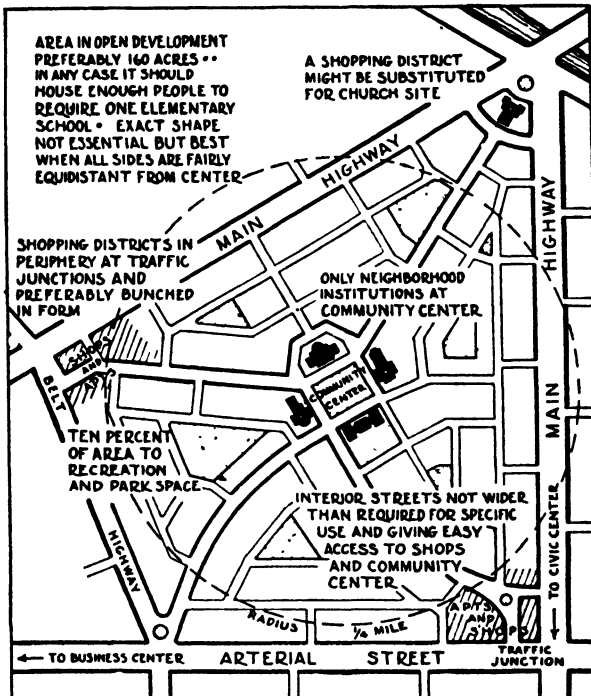 AREA IN OPEN DEVELOPMENT
PREFERABLY 160 ACRES ••
IN ANY CASE IT SHOULD
HOUSE ENOUGH PEOPLE TO
REQUIRE ONE ELEMENTARY
SCHOOL • EXACT SHAPE
NOT ESSENTIAL BUT BEST
WHEN ALL SIDES ARE FAIRLY
EQUIDISTANT FROM CENTER
A SHOPPING DISTRICT
MIGHT BE SUBSTITUTED
FOR CHURCH SITE
MAIN HIGHWAY
HIGHWAY
MAIN
SHOPPING DISTRICTS IN
PERIPHERY AT TRAFFIC
JUNCTIONS AND
PREFERABLY BUNCHED
IN FORM
ONLY NEIGHBORHOOD
INSTITUTIONS AT
COMMUNITY CENTER
SHOPS
AND
APTS
BELT
HIGHWAY
COMMUNITY
CENTER
TEN PERCENT
OF AREA TO
RECREATION
AND PARK SPACE
INTERIOR STREETS NOT WIDER
THAN REQUIRED FOR SPECIFIC
USE AND GIVING EASY
ACCESS TO SHOPS
AND COMMUNITY
CENTER
TO CIVIC CENTER
RADIUS 1/4 MILE
APTS
AND
SHOPS
TRAFFIC
JUNCTION
← TO BUSINESS CENTER ARTERIAL STREET